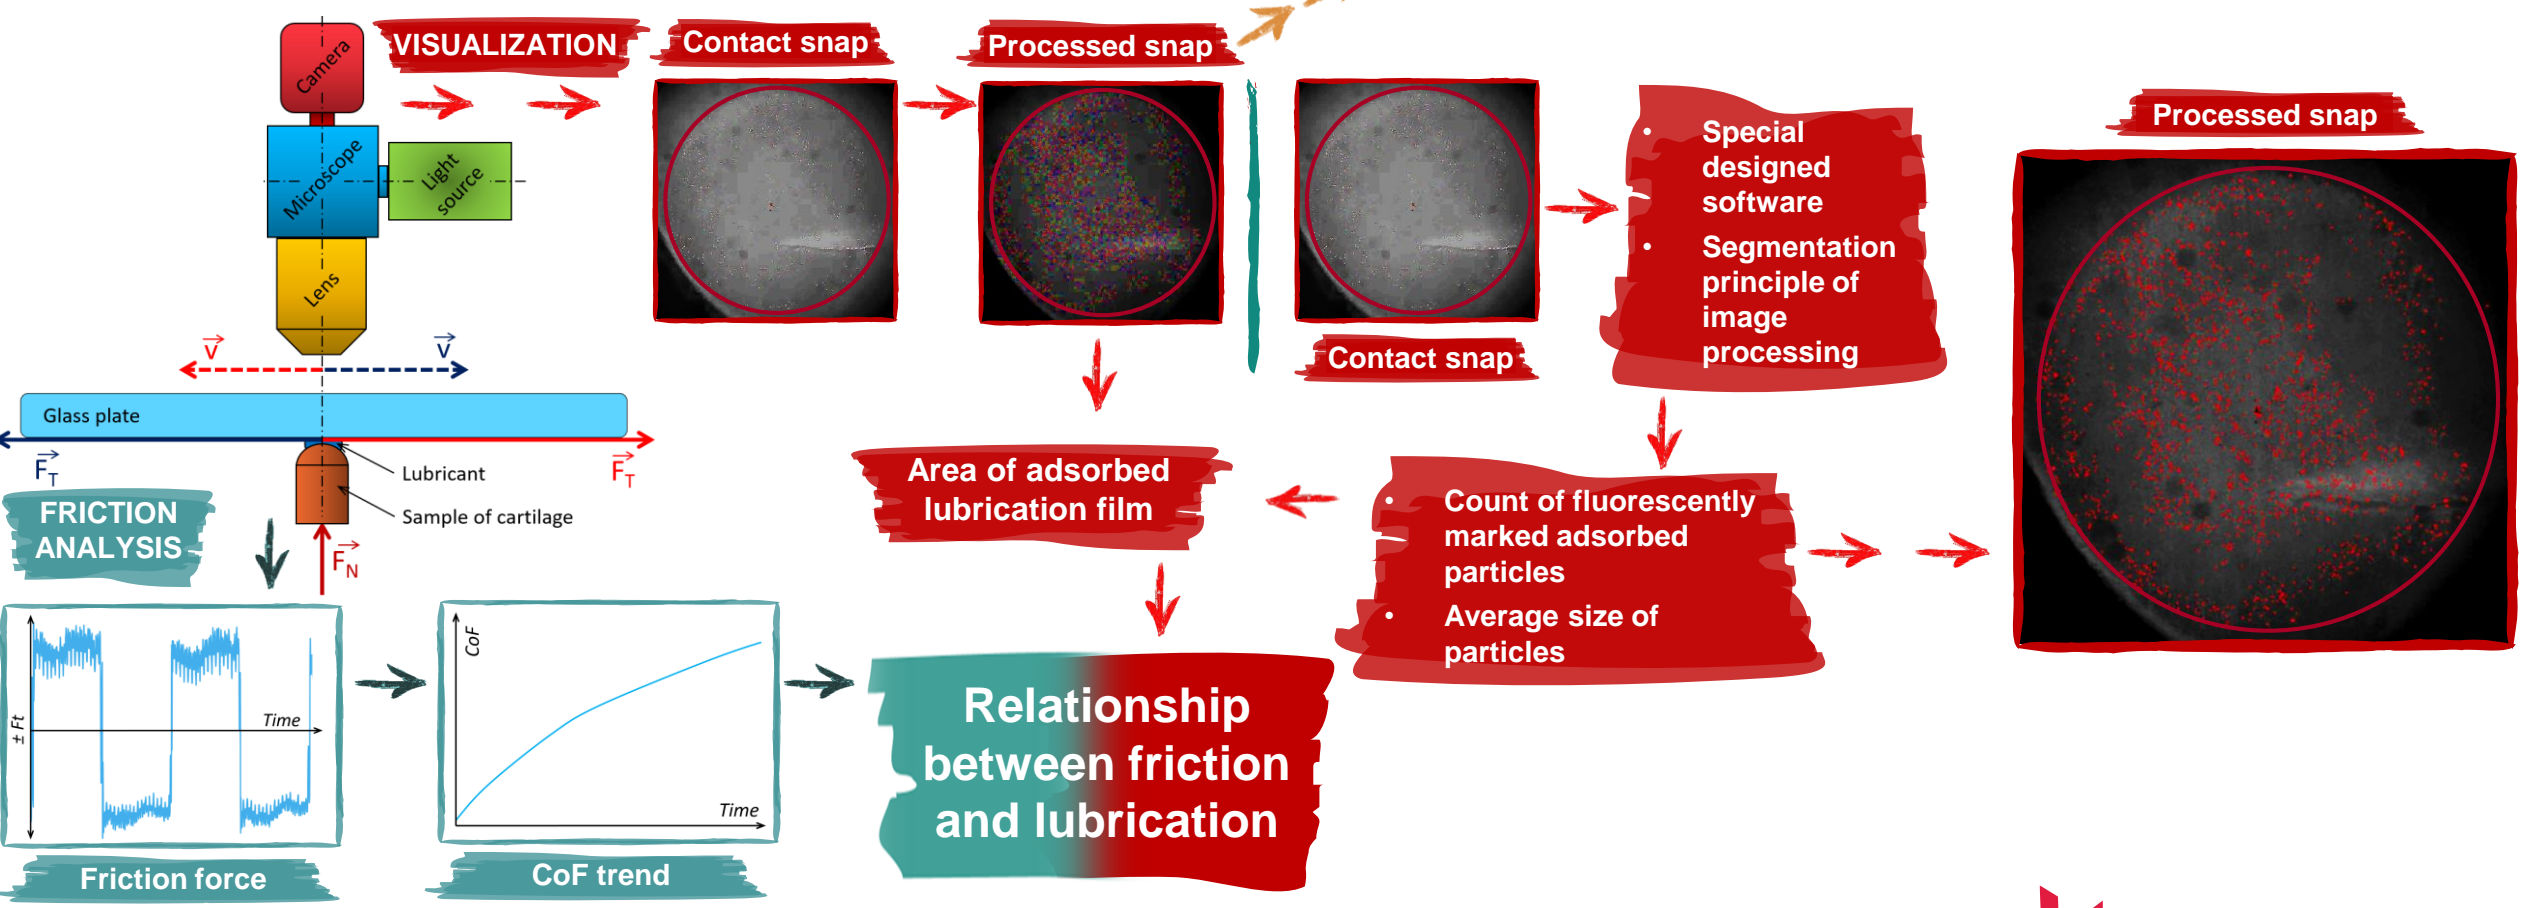 Camera
Microscope
Light
source
Lens
v
v
Glass plate
F_T
F_T
Lubricant
Sample of cartilage
F_N
VISUALIZATION
Contact snap
Processed snap
Contact snap
• Special
designed
software
• Segmentation
principle of
image
processing
Processed snap
Area of adsorbed
lubrication film
• Count of fluorescently
marked adsorbed
particles
• Average size of
particles
FRICTION
ANALYSIS
± Ft
Time
Friction force
CoF
Time
CoF trend
Relationship
between friction
and lubrication